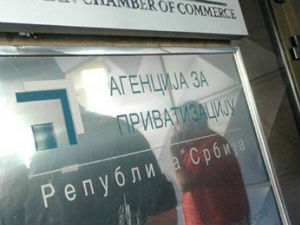 CHAMBER OF COMMERCE
АГЕНЦИЈА ЗА
ПРИВАТИЗАЦИЈУ
Република Србија